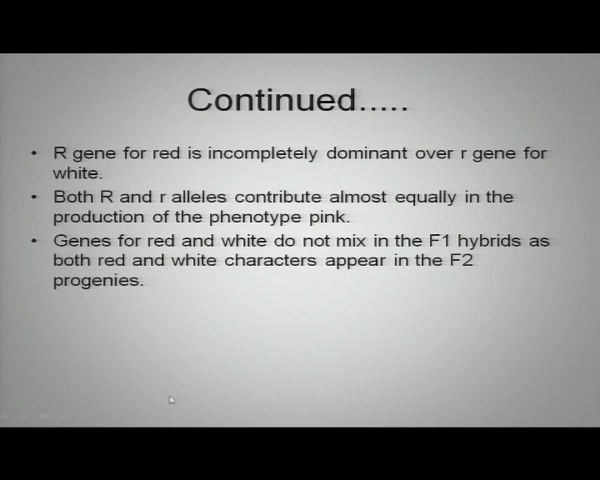 Continued.....
• R gene for red is incompletely dominant over r gene for
white.
• Both R and r alleles contribute almost equally in the
production of the phenotype pink.
• Genes for red and white do not mix in the F1 hybrids as
both red and white characters appear in the F2
progenies.